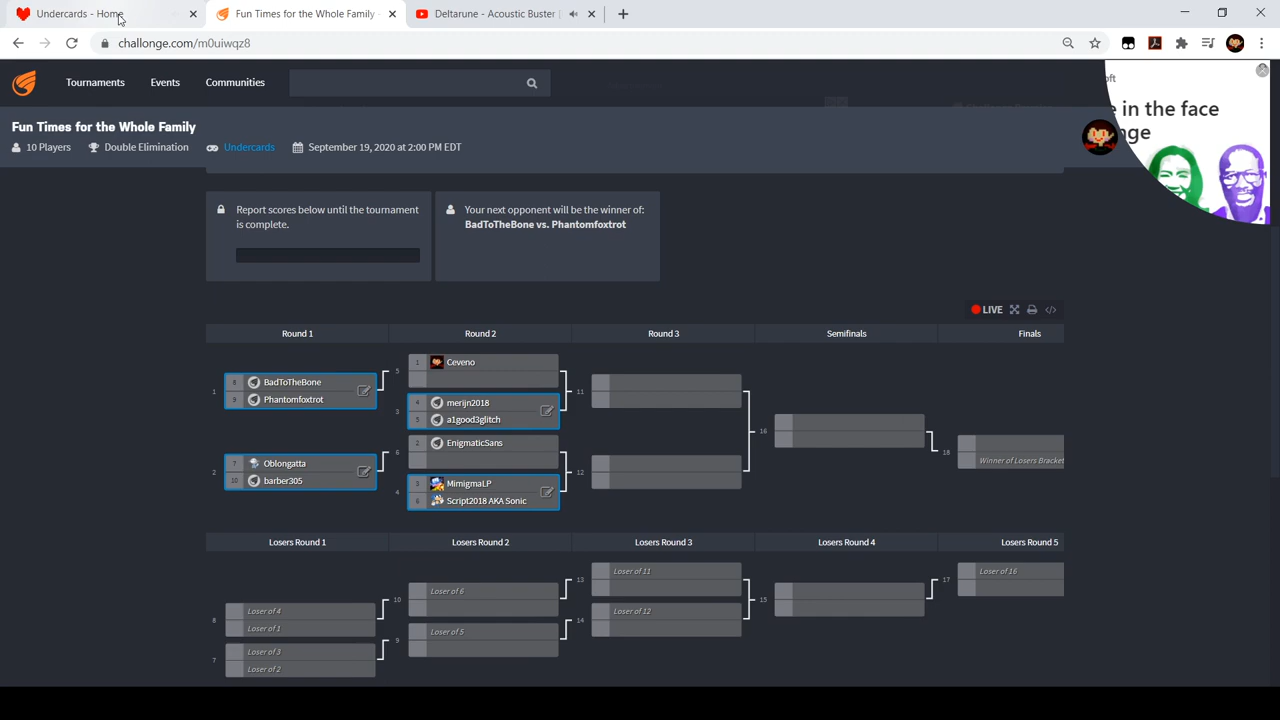 Undercards - Home
Fun Times for the Whole Family
Deltarune - Acoustic Buster
challonge.com/m0uiwqz8
Tournaments Events Communities
oft
e in the face
nge
Fun Times for the Whole Family
10 Players Double Elimination Undercards September 19, 2020 at 2:00 PM EDT
Report scores below until the tournament
is complete.
Your next opponent will be the winner of:
BadToTheBone vs. Phantomfoxtrot
LIVE
Round 1 Round 2 Round 3 Semifinals Finals
1 Ceveno
5
8 BadToTheBone
1
9 Phantomfoxtrot
11
4 merijn2018
3
5 a1good3glitch
16
2 EnigmaticSans
6
18
Winner of Losers Bracket
7 Oblongatta
2
10 barber305
12
3 MimigmaLP
4
6 Script2018 AKA Sonic
Losers Round 1 Losers Round 2 Losers Round 3 Losers Round 4 Losers Round 5
Loser of 11
13
Loser of 16
17
Loser of 6
10
15
Loser of 4
8
Loser of 1
Loser of 12
14
Loser of 5
9
Loser of 3
7
Loser of 2